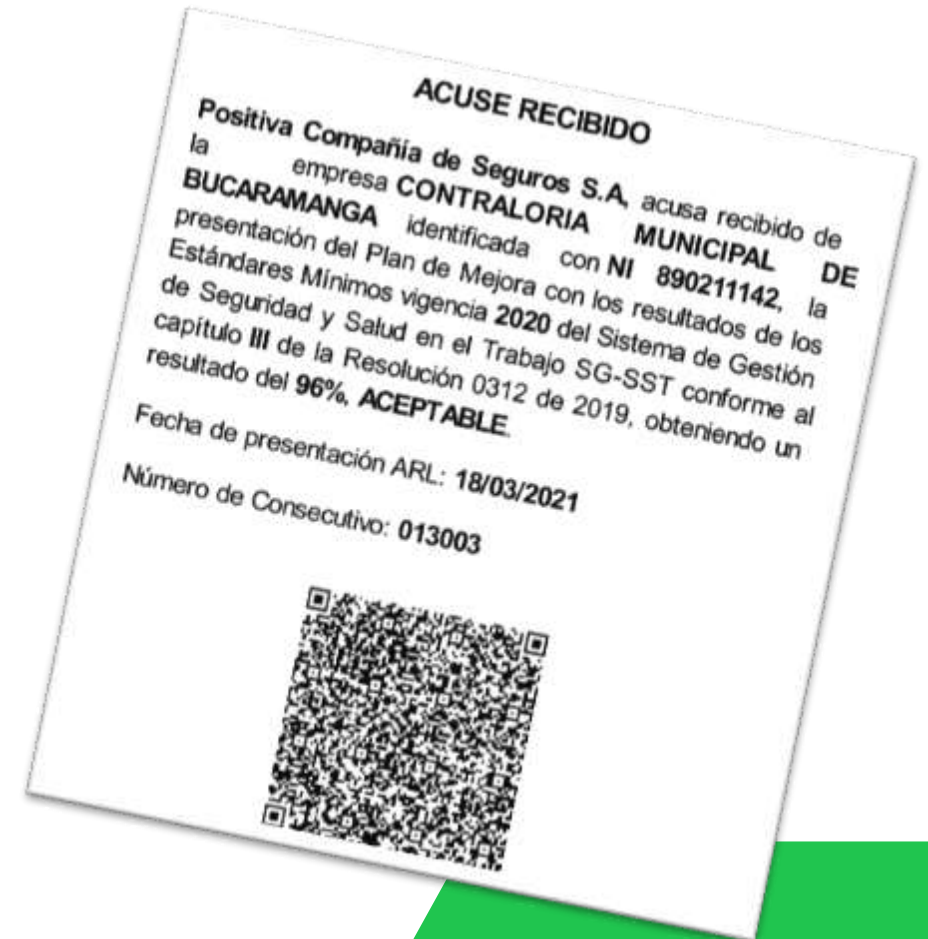 ACUSE RECIBIDO
Positiva Compañía de Seguros S.A, acusa recibido de
la empresa CONTRALORIA MUNICIPAL DE
BUCARAMANGA identificada con NI 890211142, la
presentación del Plan de Mejora con los resultados de los
Estándares Mínimos vigencia 2020 del Sistema de Gestión
de Seguridad y Salud en el Trabajo SG-SST conforme al
capítulo III de la Resolución 0312 de 2019, obteniendo un
resultado del 96%, ACEPTABLE.
Fecha de presentación ARL: 18/03/2021
Número de Consecutivo: 013003